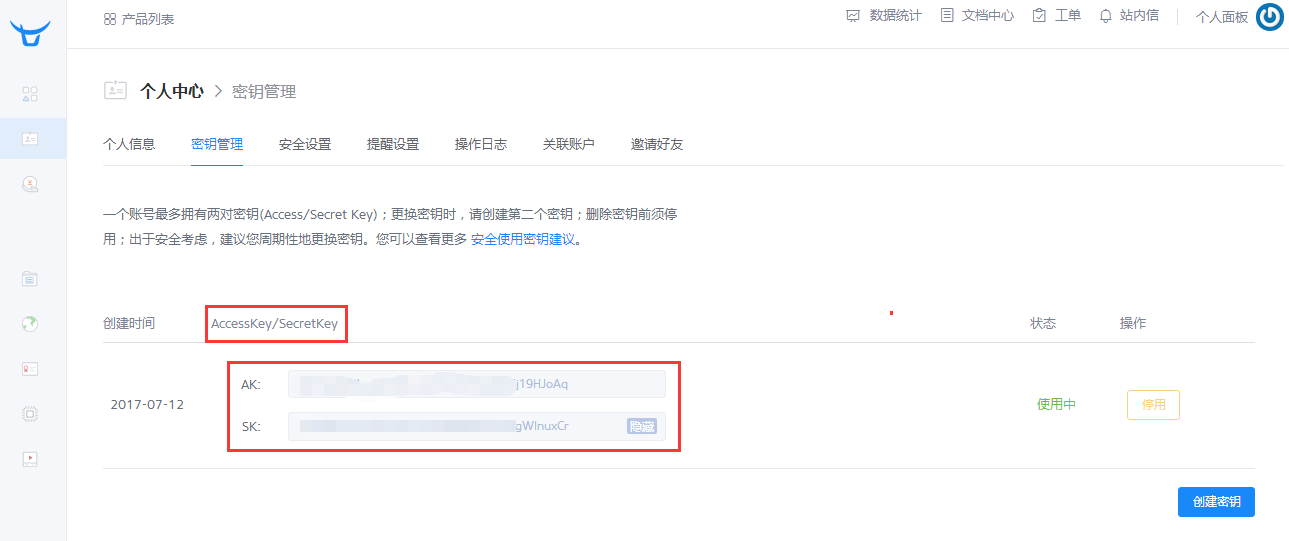 产品列表
数据统计 文档中心 工单 站内信 个人面板
个人中心 > 密钥管理
个人信息 密钥管理 安全设置 提醒设置 操作日志 关联账户 邀请好友
一个账号最多拥有两对密钥(Access/Secret Key)；更换密钥时，请创建第二个密钥；删除密钥前须停
用；出于安全考虑，建议您周期性地更换密钥。您可以查看更多 安全使用密钥建议。
创建时间 AccessKey/SecretKey 状态 操作
AK: j19HJoAq
2017-07-12 使用中 停用
SK: gWlnuxCr 隐藏
创建密钥